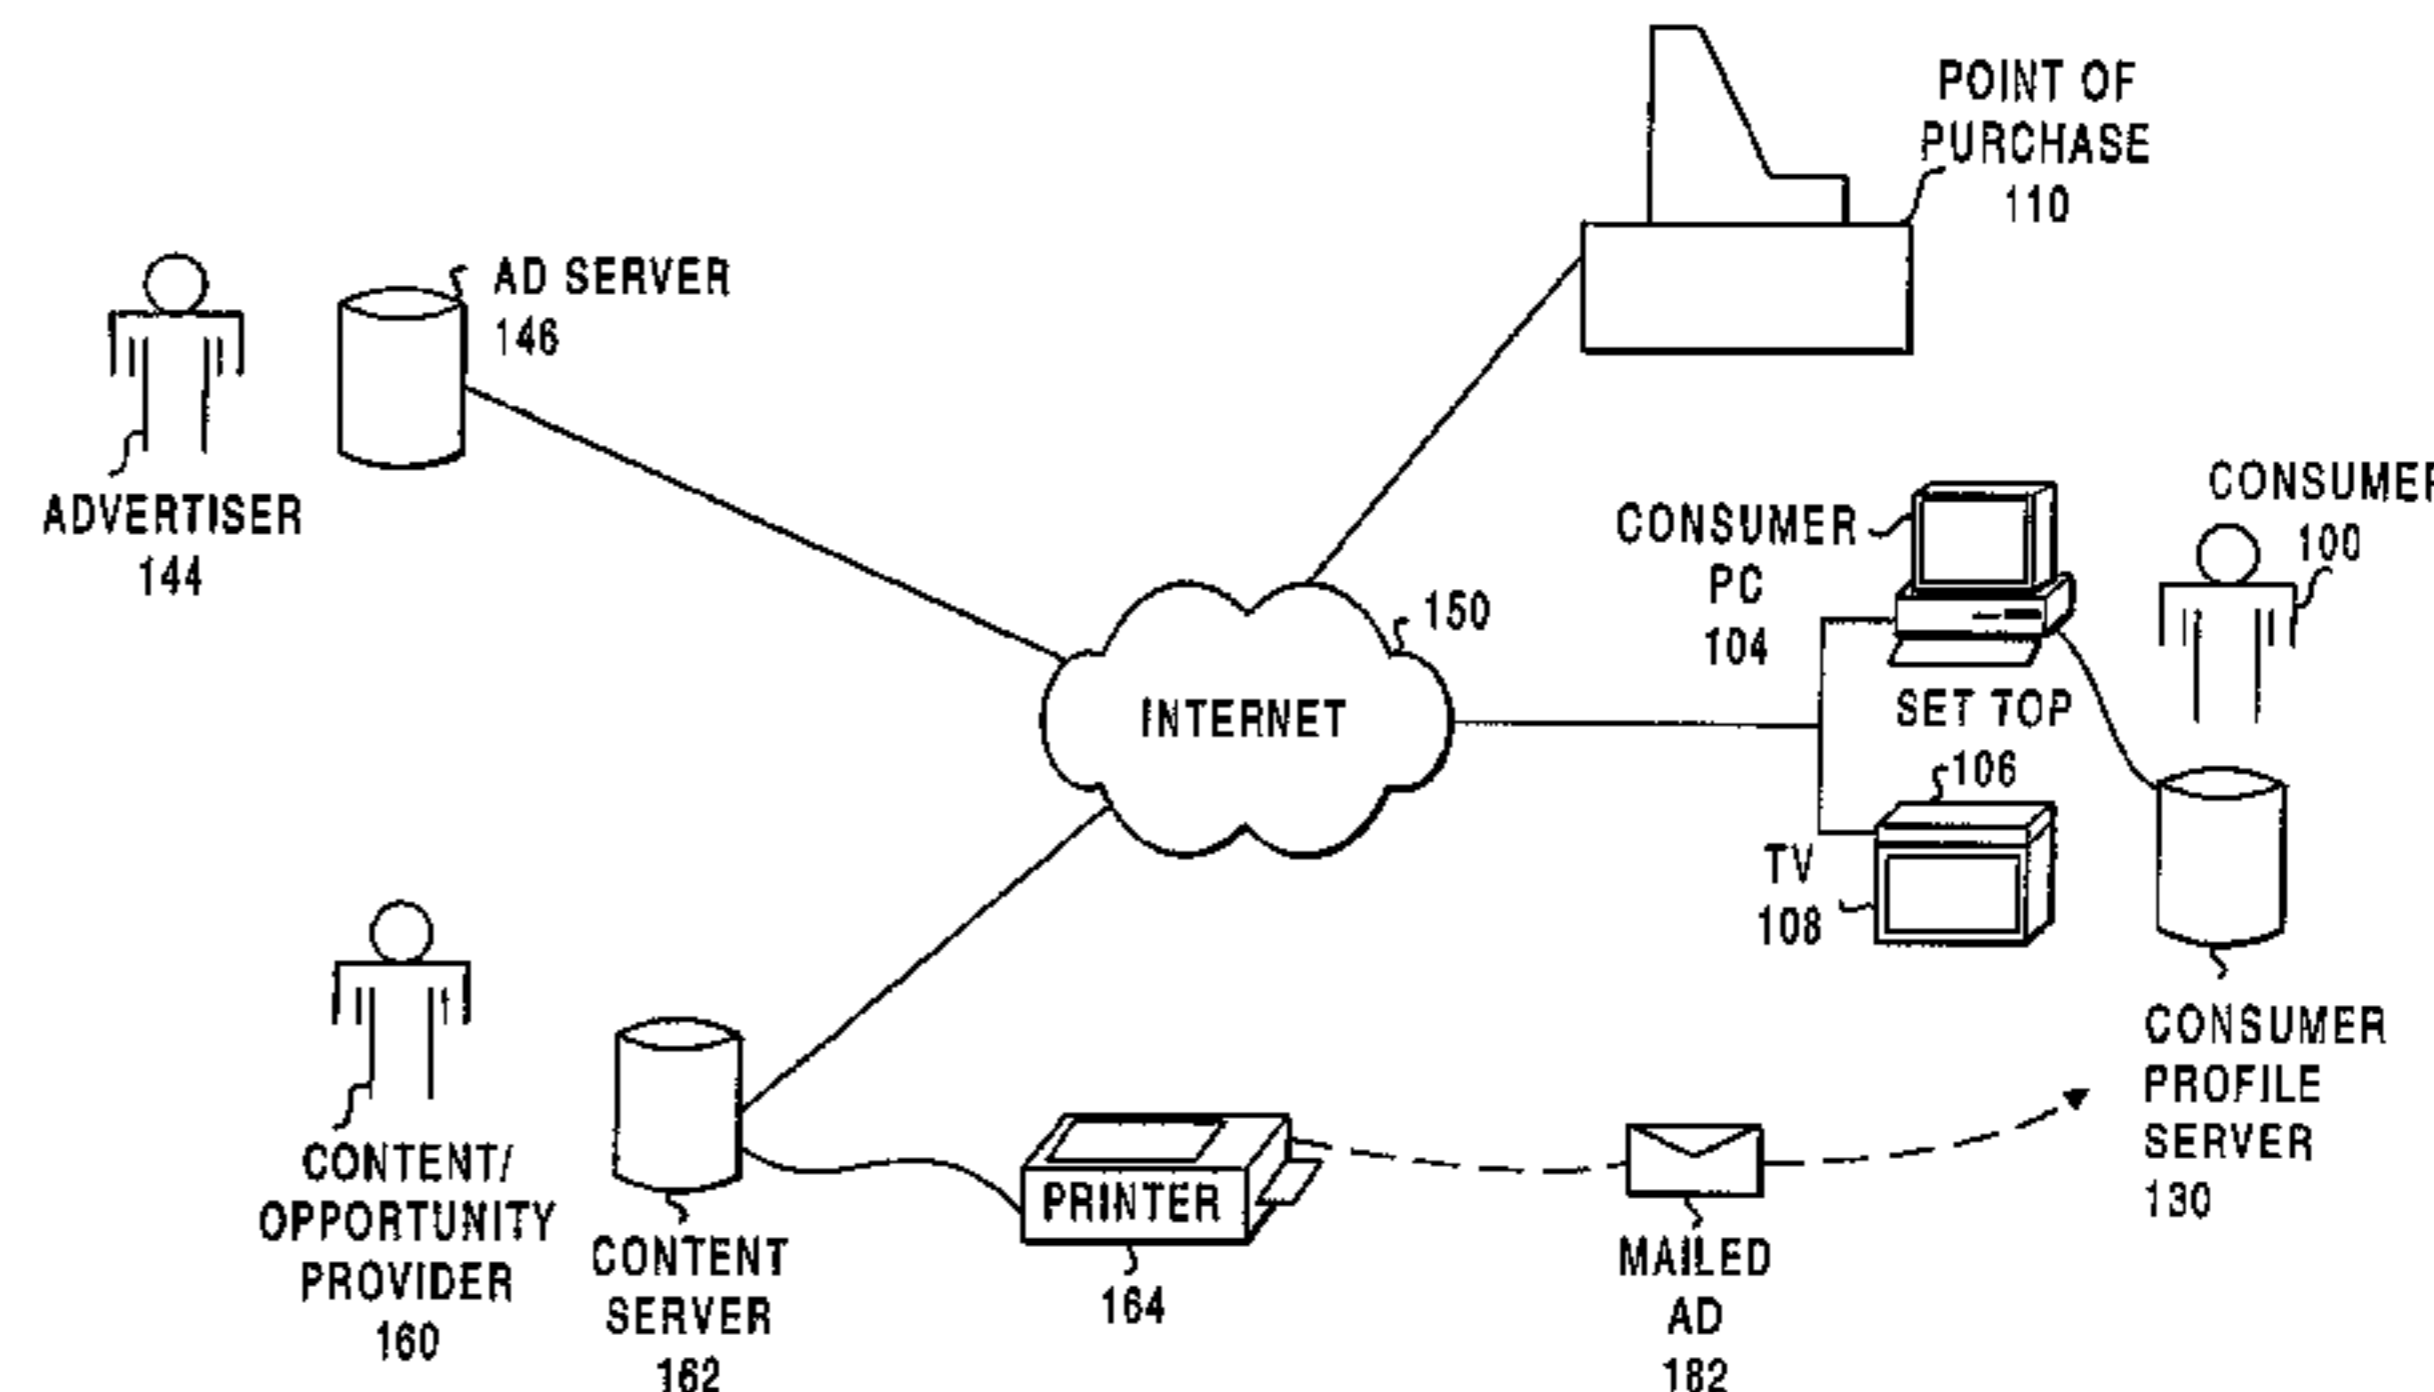 POINT OF
PURCHASE
110
AD SERVER
146
ADVERTISER
144
CONSUMER
100
CONSUMER
PC
104
150
INTERNET
SET TOP
106
TV
108
CONSUMER
PROFILE
SERVER
130
CONTENT/
OPPORTUNITY
PROVIDER
160
CONTENT
SERVER
162
PRINTER
164
MAILED
AD
182